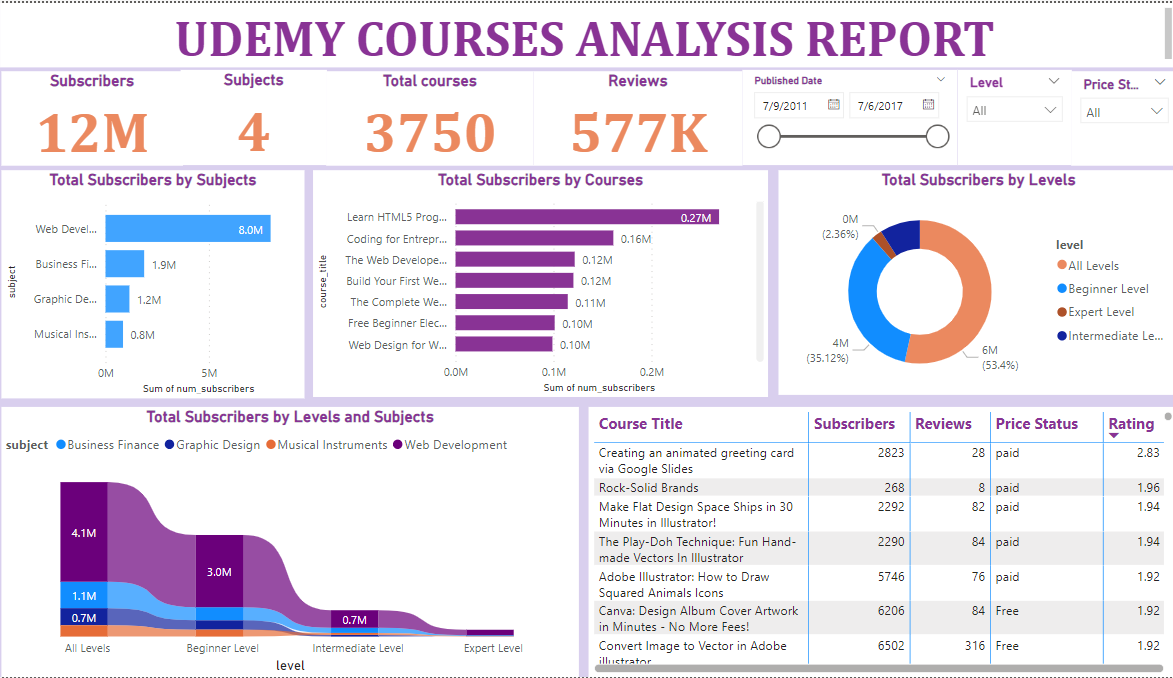 UDEMY COURSES ANALYSIS REPORT
Subscribers
12M
Subjects
4
Total courses
3750
Reviews
577K
Published Date
7/9/2011
7/6/2017
Level
All
Price St...
All
Total Subscribers by Subjects
subject
Web Devel...
8.0M
Business Fi...
1.9M
Graphic De...
1.2M
Musical Ins...
0.8M
0M
5M
Sum of num_subscribers
Total Subscribers by Courses
course_title
Learn HTML5 Prog...
0.27M
Coding for Entrepr...
0.16M
The Web Develope...
0.12M
Build Your First We...
0.12M
The Complete We...
0.11M
Free Beginner Elec...
0.10M
Web Design for W...
0.10M
0.0M
0.1M
0.2M
Sum of num_subscribers
Total Subscribers by Levels
0M
(2.36%)
4M
(35.12%)
6M
(53.4%)
level
All Levels
Beginner Level
Expert Level
Intermediate Le...
Total Subscribers by Levels and Subjects
subject Business Finance Graphic Design Musical Instruments Web Development
4.1M
1.1M
0.7M
3.0M
0.7M
All Levels
Beginner Level
Intermediate Level
Expert Level
level
Course Title Subscribers Reviews Price Status Rating
Creating an animated greeting card 2823 28 paid 2.83
via Google Slides
Rock-Solid Brands 268 8 paid 1.96
Make Flat Design Space Ships in 30 2292 82 paid 1.94
Minutes in Illustrator!
The Play-Doh Technique: Fun Hand- 2290 84 paid 1.94
made Vectors In Illustrator
Adobe Illustrator: How to Draw 5746 76 paid 1.92
Squared Animals Icons
Canva: Design Album Cover Artwork 6206 84 Free 1.92
in Minutes - No More Fees!
Convert Image to Vector in Adobe 6502 316 Free 1.92
illustrator